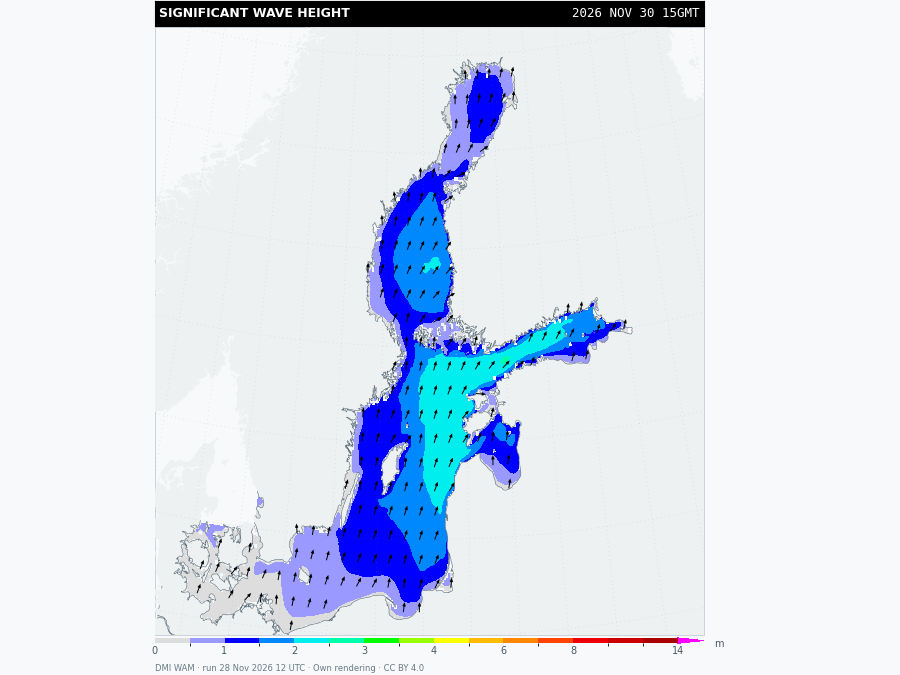 SIGNIFICANT WAVE HEIGHT 2026 NOV 30 15GMT
0 1 2 3 4 6 8 14 m
DMI WAM · run 28 Nov 2026 12 UTC · Own rendering · CC BY 4.0